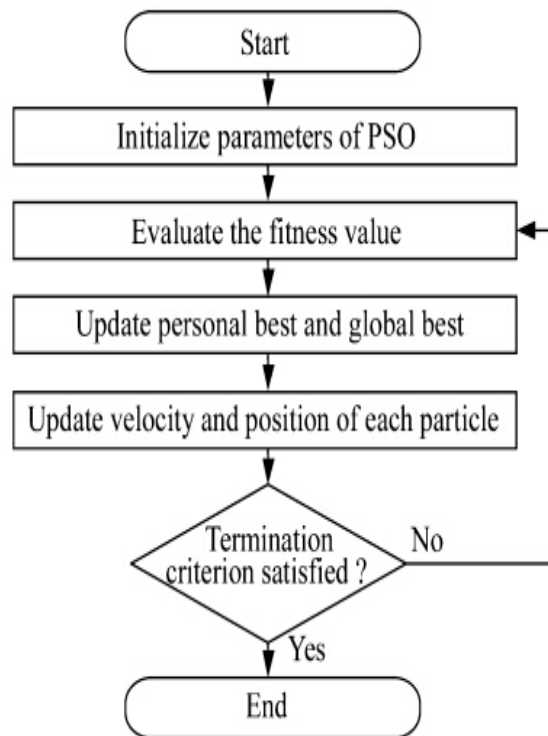 Start
Initialize parameters of PSO
Evaluate the fitness value
Update personal best and global best
Update velocity and position of each particle
Termination
criterion satisfied ?
No
Yes
End